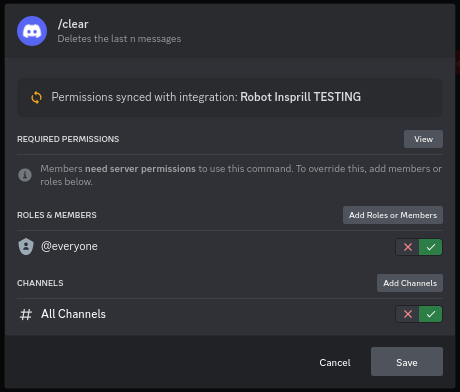 /clear
Deletes the last n messages
Permissions synced with integration: Robot Insprill TESTING
REQUIRED PERMISSIONS
View
Members need server permissions to use this command. To override this, add members or
roles below.
ROLES & MEMBERS
Add Roles or Members
@everyone
CHANNELS
Add Channels
All Channels
Cancel
Save